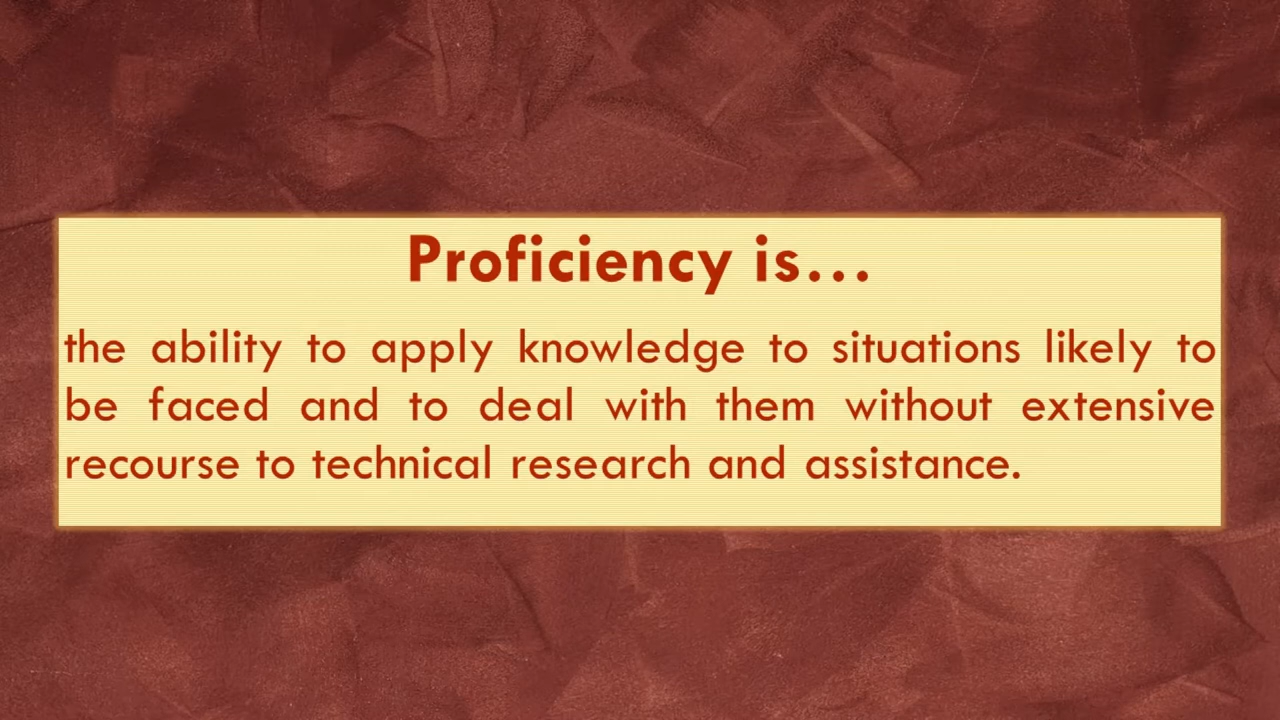 Proficiency is...
the ability to apply knowledge to situations likely to
be faced and to deal with them without extensive
recourse to technical research and assistance.